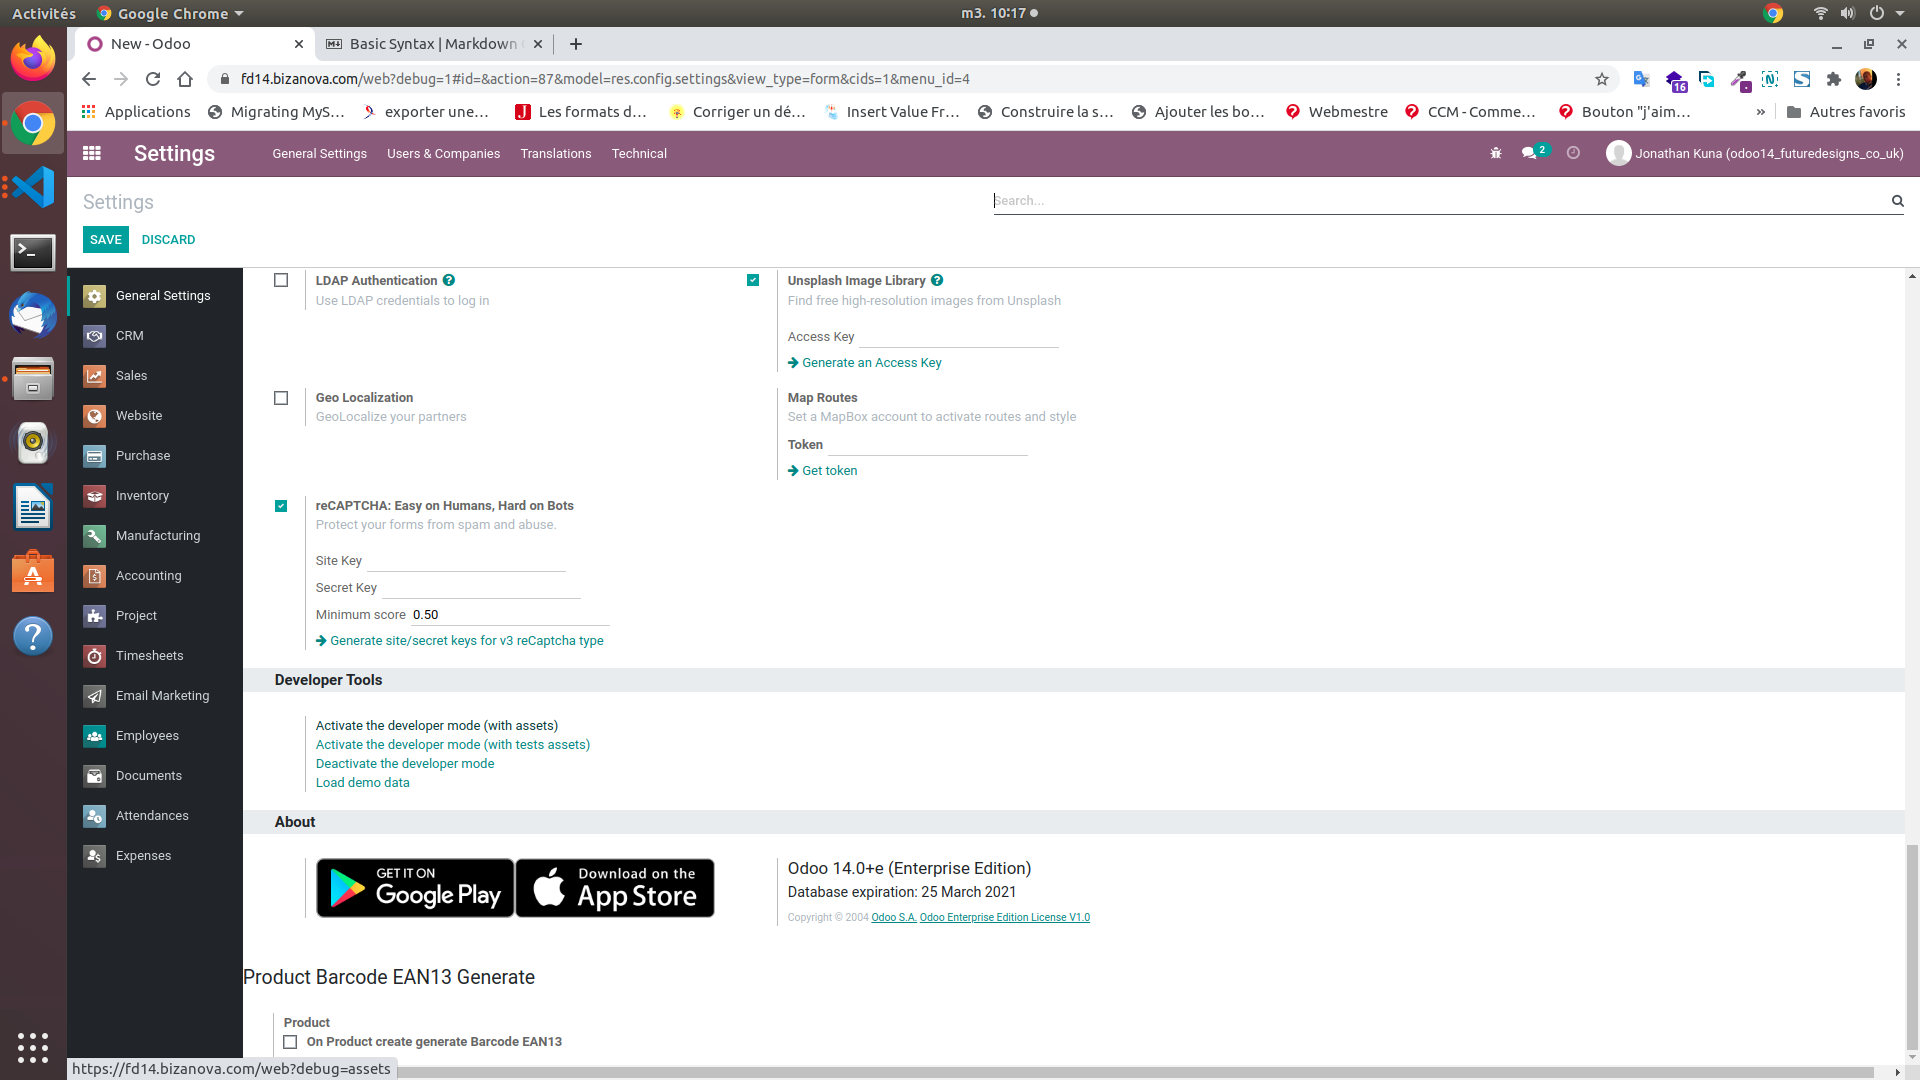 Activités
Google Chrome
m3. 10:17
New - Odoo
Basic Syntax | Markdown
fd14.bizanova.com/web?debug=1#id=&action=87&model=res.config.settings&view_type=form&cids=1&menu_id=4
16
Applications
Migrating MyS...
exporter une...
Les formats d...
Corriger un dé...
Insert Value Fr...
Construire la s...
Ajouter les bo...
Webmestre
CCM - Comme...
Bouton "j'aim...
»
Autres favoris
Settings
General Settings
Users & Companies
Translations
Technical
2
Jonathan Kuna (odoo14_futuredesigns_co_uk)
Settings
Search...
SAVE
DISCARD
General Settings
CRM
Sales
Website
Purchase
Inventory
Manufacturing
Accounting
Project
Timesheets
Email Marketing
Employees
Documents
Attendances
Expenses
LDAP Authentication
Use LDAP credentials to log in
Unsplash Image Library
Find free high-resolution images from Unsplash
Access Key
Generate an Access Key
Geo Localization
GeoLocalize your partners
Map Routes
Set a MapBox account to activate routes and style
Token
Get token
reCAPTCHA: Easy on Humans, Hard on Bots
Protect your forms from spam and abuse.
Site Key
Secret Key
Minimum score 0.50
Generate site/secret keys for v3 reCaptcha type
Developer Tools
Activate the developer mode (with assets)
Activate the developer mode (with tests assets)
Deactivate the developer mode
Load demo data
About
GET IT ON
Google Play
Download on the
App Store
Odoo 14.0+e (Enterprise Edition)
Database expiration: 25 March 2021
Copyright © 2004 Odoo S.A. Odoo Enterprise Edition License V1.0
Product Barcode EAN13 Generate
Product
On Product create generate Barcode EAN13
https://fd14.bizanova.com/web?debug=assets